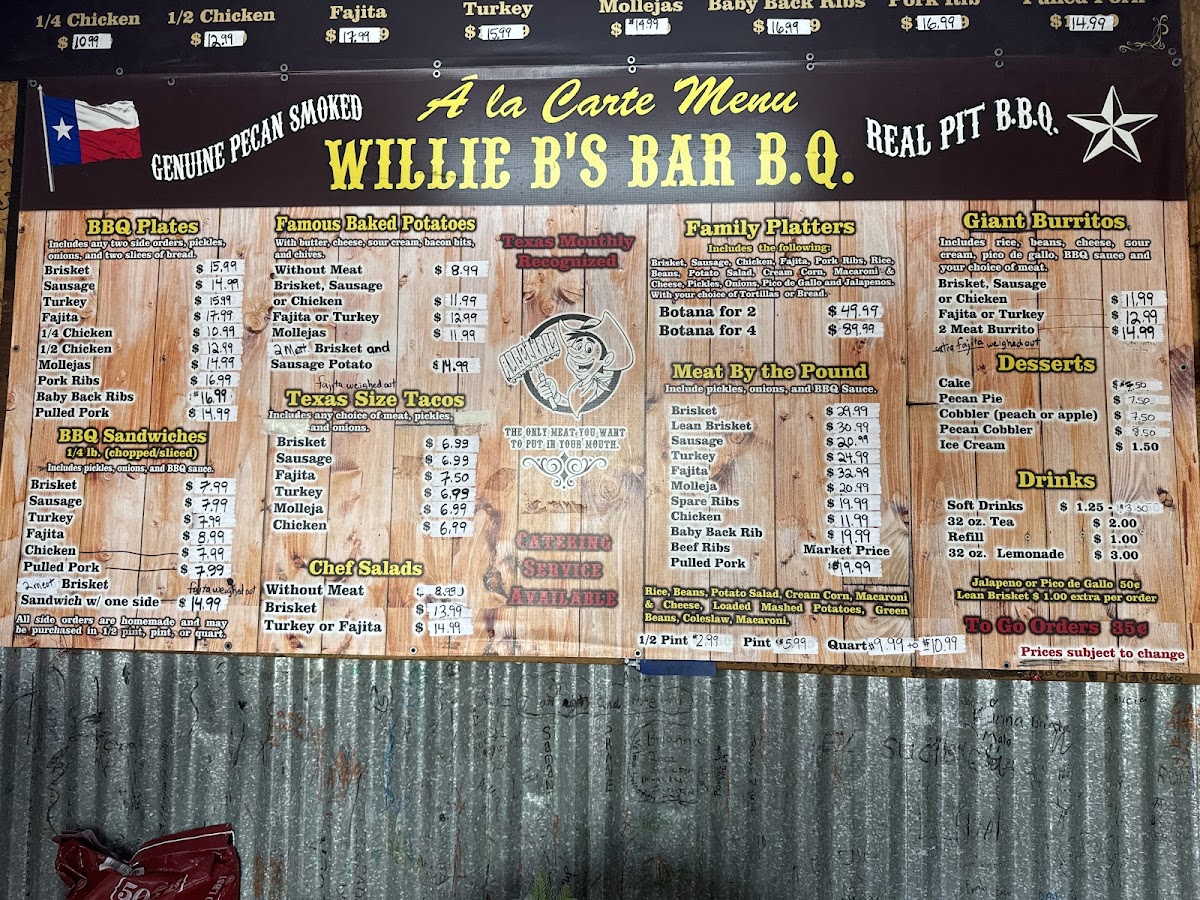 1/4 Chicken 1/2 Chicken Fajita Turkey Mollejas Baby Back Ribs Pork Rib Pulled Pork
$ 10.99 $ 12.99 $ 17.99 $ 15.99 $ 14.99 $ 16.99 $ 16.99 $ 14.99
Á la Carte Menu
GENUINE PECAN SMOKED
WILLIE B'S BAR B.Q.
REAL PIT B.B.Q.
BBQ Plates
Includes any two side orders, pickles,
onions, and two slices of bread.
Brisket $ 15.99
Sausage $ 14.99
Turkey $ 15.99
Fajita $ 17.99
1/4 Chicken $ 10.99
1/2 Chicken $ 12.99
Mollejas $ 14.99
Pork Ribs $ 16.99
Baby Back Ribs $ 16.99
Pulled Pork $ 14.99
BBQ Sandwiches
1/4 lb. (chopped/sliced)
Includes pickles, onions, and BBQ sauce.
Brisket $ 7.99
Sausage $ 7.99
Turkey $ 7.99
Fajita $ 8.99
Chicken $ 7.99
Pulled Pork $ 7.99
2 meat Brisket fajita weighed out
Sandwich w/ one side $ 14.99
All side orders are homemade and may
be purchased in 1/2 pint, pint, or quart.
Famous Baked Potatoes
With butter, cheese, sour cream, bacon bits,
and chives.
Without Meat $ 8.99
Brisket, Sausage
or Chicken $ 11.99
Fajita or Turkey $ 12.99
Mollejas $ 11.99
2 Meat Brisket and
Sausage Potato $ 14.99
fajita weighed out
Texas Size Tacos
Includes any choice of meat, pickles,
and onions.
Brisket $ 6.99
Sausage $ 6.99
Fajita $ 7.50
Turkey $ 6.99
Molleja $ 6.99
Chicken $ 6.99
Chef Salads
Without Meat $ 8.99
Brisket $ 13.99
Turkey or Fajita $ 14.99
Texas Monthly
Recognized
THE ONLY MEAT YOU WANT
TO PUT IN YOUR MOUTH.
Catering
Service
Available
Family Platters
Includes the following:
Brisket, Sausage, Chicken, Fajita, Pork Ribs, Rice,
Beans, Potato Salad, Cream Corn, Macaroni &
Cheese, Pickles, Onions, Pico de Gallo and Jalapenos.
With your choice of Tortillas or Bread.
Botana for 2 $ 49.99
Botana for 4 $ 89.99
Meat By the Pound
Include pickles, onions, and BBQ Sauce.
Brisket $ 29.99
Lean Brisket $ 30.99
Sausage $ 20.99
Turkey $ 24.99
Fajita $ 32.99
Molleja $ 20.99
Spare Ribs $ 19.99
Chicken $ 11.99
Baby Back Rib $ 19.99
Beef Ribs Market Price
Pulled Pork $ 19.99
Rice, Beans, Potato Salad, Cream Corn, Macaroni
& Cheese, Loaded Mashed Potatoes, Green
Beans, Coleslaw, Macaroni.
1/2 Pint $2.99 Pint $5.99 Quart $9.99 to $10.99
Giant Burritos
Includes rice, beans, cheese, sour
cream, pico de gallo, BBQ sauce and
your choice of meat.
Brisket, Sausage
or Chicken $ 11.99
Fajita or Turkey $ 12.99
2 Meat Burrito $ 14.99
extra fajita weighed out
Desserts
Cake $ 7.50
Pecan Pie $ 7.50
Cobbler (peach or apple) $ 7.50
Pecan Cobbler $ 8.50
Ice Cream $ 1.50
Drinks
Soft Drinks $ 1.25 - $3.50
32 oz. Tea $ 2.00
Refill $ 1.00
32 oz. Lemonade $ 3.00
Jalapeno or Pico de Gallo 50¢
Lean Brisket $ 1.00 extra per order
To Go Orders 35¢
Prices subject to change
50